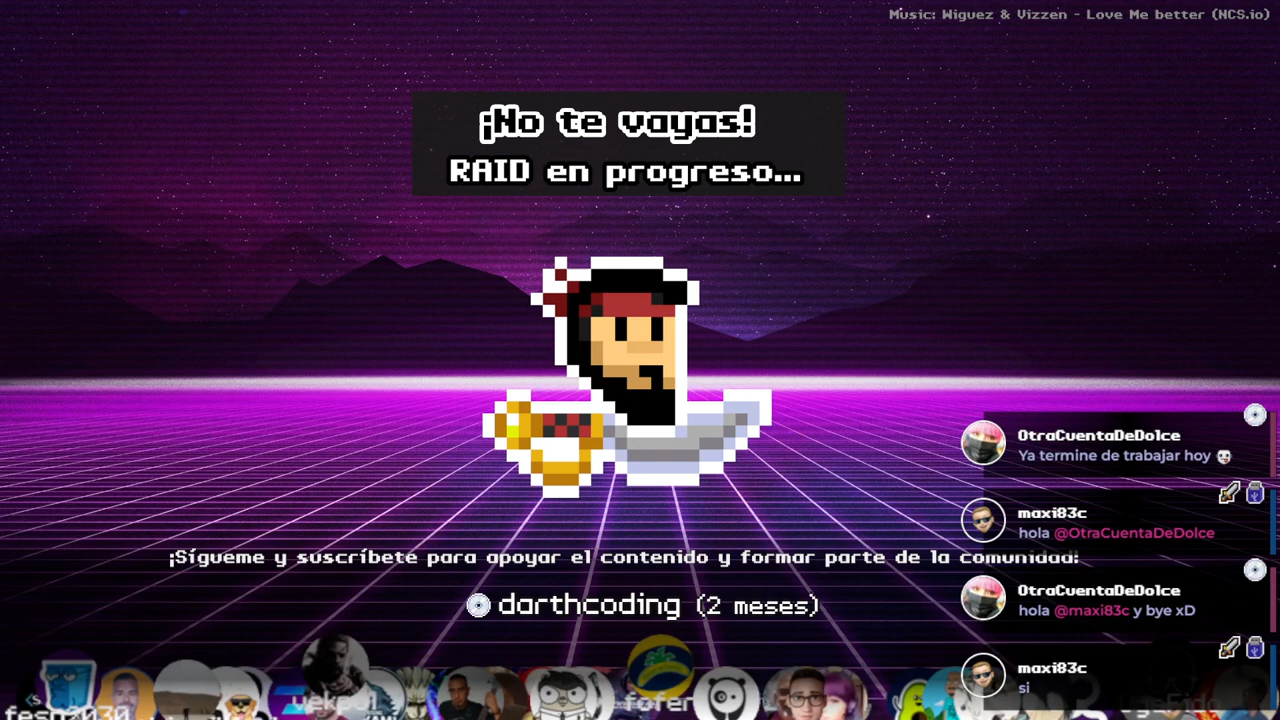 Music: Wiguez & Vizzen - Love Me better (NCS.io)
¡No te vayas!
RAID en progreso...
OtraCuentaDeDolce
Ya termine de trabajar hoy
maxi83c
hola @OtraCuentaDeDolce
¡Sígueme y suscríbete para apoyar el contenido y formar parte de la comunidad!
OtraCuentaDeDolce
hola @maxi83c y bye xD
darthcoding (2 meses)
maxi83c
si